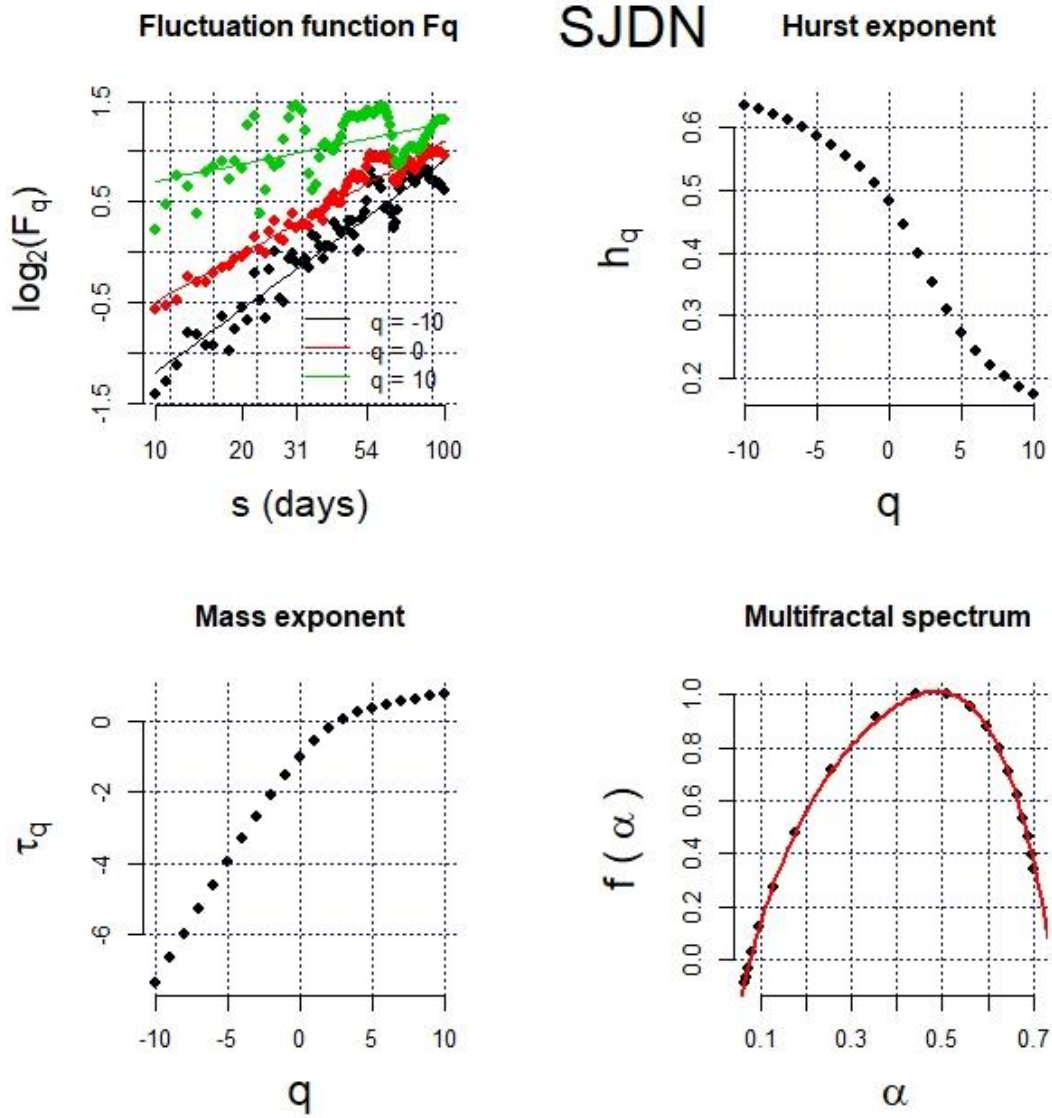 SJDN
Fluctuation function Fq
log₂(F_q)
1.5
0.5
-0.5
-1.5
q = -10
q = 0
q = 10
10 20 31 54 100
s (days)
Hurst exponent
h_q
0.6
0.5
0.4
0.3
0.2
-10 -5 0 5 10
q
Mass exponent
τ_q
0
-2
-4
-6
-10 -5 0 5 10
q
Multifractal spectrum
f ( α )
1.0
0.8
0.6
0.4
0.2
0.0
0.1 0.3 0.5 0.7
α